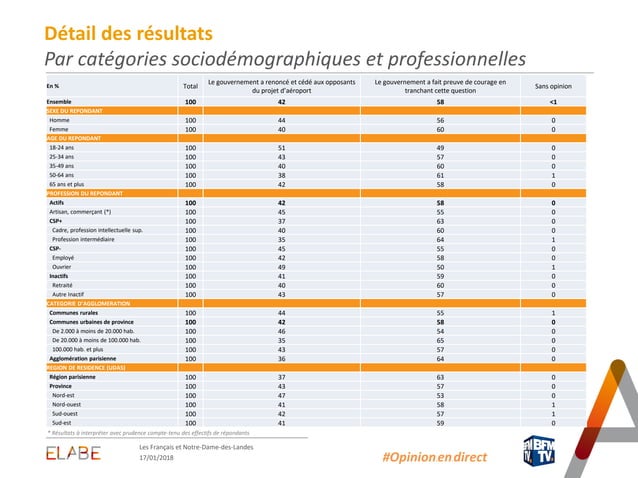 Détail des résultats
Par catégories sociodémographiques et professionnelles
En % Total Le gouvernement a renoncé et cédé aux opposants du projet d'aéroport Le gouvernement a fait preuve de courage en tranchant cette question Sans opinion
Ensemble 100 42 58 <1
SEXE DU REPONDANT
Homme 100 44 56 0
Femme 100 40 60 0
AGE DU REPONDANT
18-24 ans 100 51 49 0
25-34 ans 100 43 57 0
35-49 ans 100 40 60 0
50-64 ans 100 38 61 1
65 ans et plus 100 42 58 0
PROFESSION DU REPONDANT
Actifs 100 42 58 0
Artisan, commerçant (*) 100 45 55 0
CSP+ 100 37 63 0
Cadre, profession intellectuelle sup. 100 40 60 0
Profession intermédiaire 100 35 64 1
CSP- 100 45 55 0
Employé 100 42 58 0
Ouvrier 100 49 50 1
Inactifs 100 41 59 0
Retraité 100 40 60 0
Autre inactif 100 43 57 0
CATEGORIE D'AGGLOMERATION
Communes rurales 100 44 55 1
Communes urbaines de province 100 42 58 0
De 2.000 à moins de 20.000 hab. 100 46 54 0
De 20.000 à moins de 100.000 hab. 100 35 65 0
100.000 hab. et plus 100 43 57 0
Agglomération parisienne 100 36 64 0
REGION DE RESIDENCE (UDA5)
Région parisienne 100 37 63 0
Province 100 43 57 0
Nord-est 100 47 53 0
Nord-ouest 100 41 58 1
Sud-ouest 100 42 57 1
Sud-est 100 41 59 0
* Résultats à interpréter avec prudence compte-tenu des effectifs de répondants
ELABE
Les Français et Notre-Dame-des-Landes
17/01/2018
#Opinionendirect
BFM
TV.